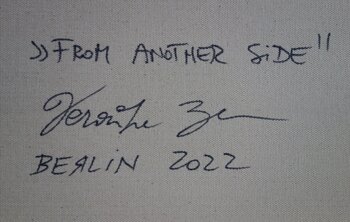 »FROM ANOTHER SiDE"
BERLiN 2022